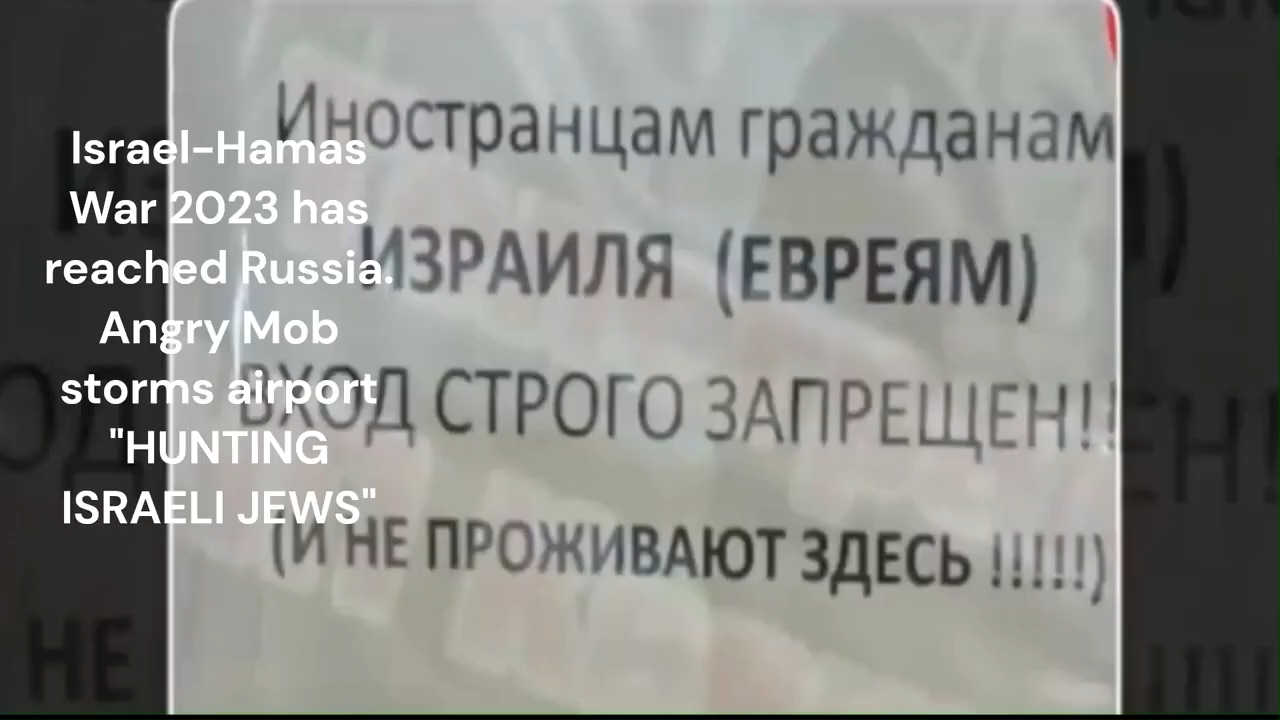 Israel-Hamas
War 2023 has
reached Russia.
Angry Mob
storms airport
"HUNTING
ISRAELI JEWS"
Иностранцам гражданам
ИЗРАИЛЯ (ЕВРЕЯМ)
ВХОД СТРОГО ЗАПРЕЩЕН!!
(И НЕ ПРОЖИВАЮТ ЗДЕСЬ !!!!!)